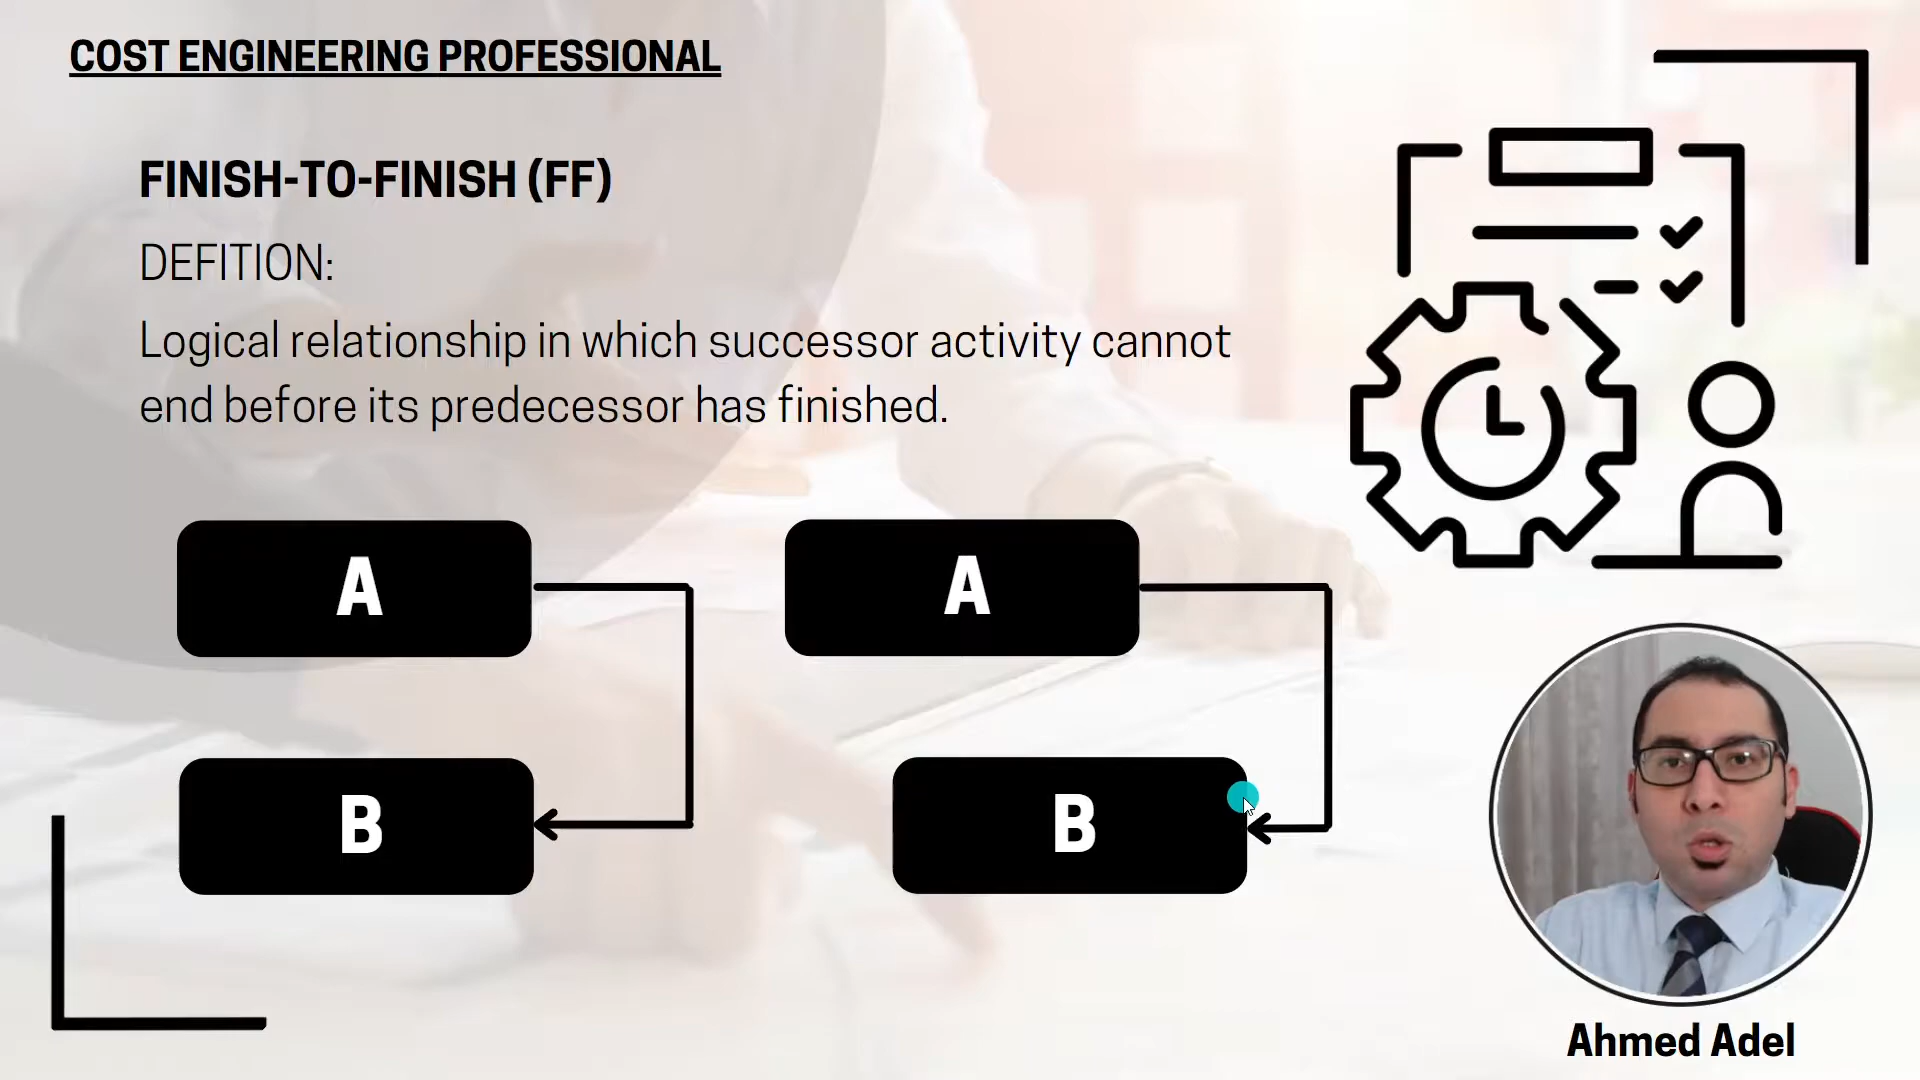 COST ENGINEERING PROFESSIONAL
FINISH-TO-FINISH (FF)
DEFITION:
Logical relationship in which successor activity cannot
end before its predecessor has finished.
A
A
B
B
Ahmed Adel